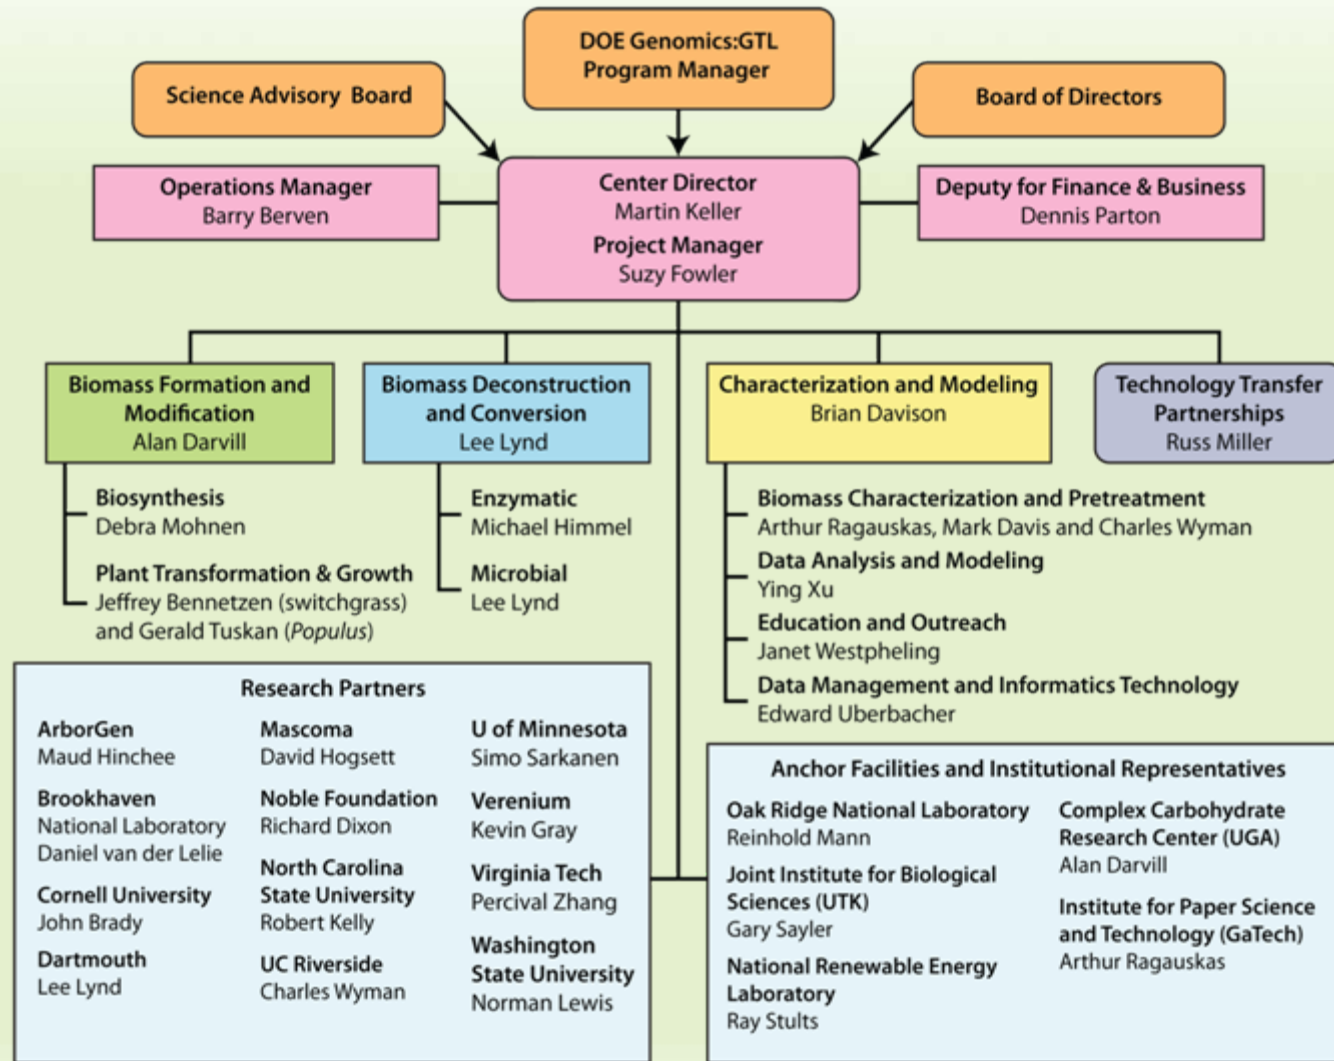 DOE Genomics:GTL
Program Manager
Science Advisory Board
Board of Directors
Operations Manager
Barry Berven
Center Director
Martin Keller
Project Manager
Suzy Fowler
Deputy for Finance & Business
Dennis Parton
Biomass Formation and
Modification
Alan Darvill
Biomass Deconstruction
and Conversion
Lee Lynd
Characterization and Modeling
Brian Davison
Technology Transfer
Partnerships
Russ Miller
Biosynthesis
Debra Mohnen
Plant Transformation & Growth
Jeffrey Bennetzen (switchgrass)
and Gerald Tuskan (Populus)
Enzymatic
Michael Himmel
Microbial
Lee Lynd
Biomass Characterization and Pretreatment
Arthur Ragauskas, Mark Davis and Charles Wyman
Data Analysis and Modeling
Ying Xu
Education and Outreach
Janet Westpheling
Data Management and Informatics Technology
Edward Uberbacher
Research Partners
ArborGen
Maud Hinchee
Brookhaven
National Laboratory
Daniel van der Lelie
Cornell University
John Brady
Dartmouth
Lee Lynd
Mascoma
David Hogsett
Noble Foundation
Richard Dixon
North Carolina
State University
Robert Kelly
UC Riverside
Charles Wyman
U of Minnesota
Simo Sarkanen
Verenium
Kevin Gray
Virginia Tech
Percival Zhang
Washington
State University
Norman Lewis
Anchor Facilities and Institutional Representatives
Oak Ridge National Laboratory
Reinhold Mann
Joint Institute for Biological
Sciences (UTK)
Gary Sayler
National Renewable Energy
Laboratory
Ray Stults
Complex Carbohydrate
Research Center (UGA)
Alan Darvill
Institute for Paper Science
and Technology (GaTech)
Arthur Ragauskas